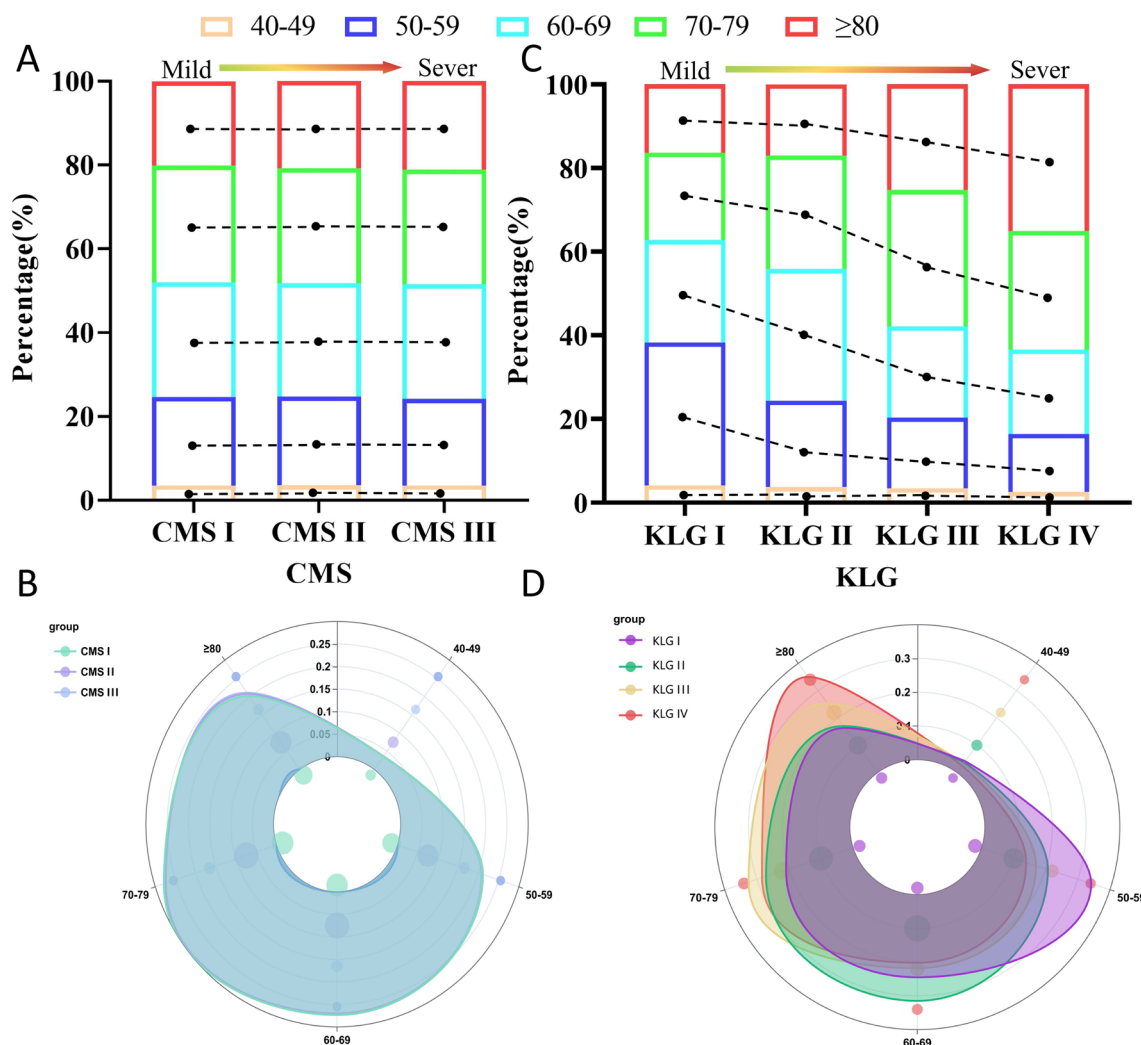 40-49 50-59 60-69 70-79 ≥80
A
Mild Sever
Percentage(%)
100
80
60
40
20
0
CMS I CMS II CMS III
CMS
C
Mild Sever
Percentage(%)
100
80
60
40
20
0
KLG I KLG II KLG III KLG IV
KLG
B
group
CMS I
CMS II
CMS III
≥80
40-49
50-59
60-69
70-79
0.25
0.2
0.15
0.1
0.05
0
D
group
KLG I
KLG II
KLG III
KLG IV
≥80
40-49
50-59
60-69
70-79
0.3
0.2
0.1
0